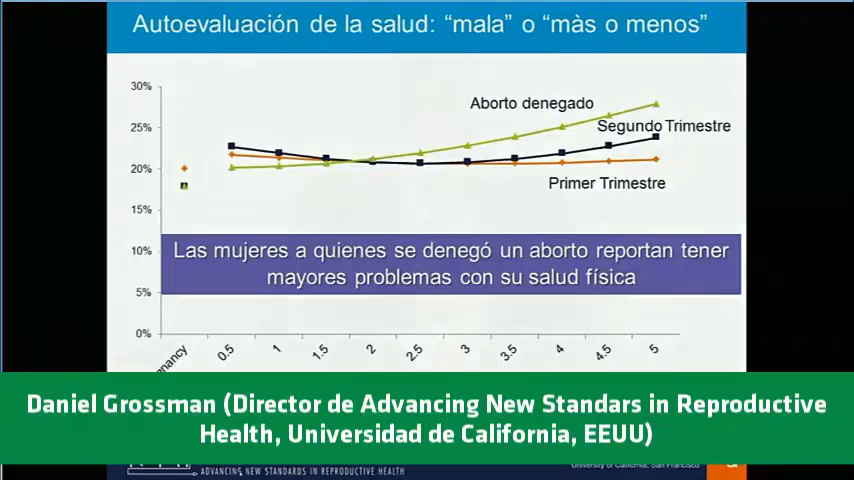 Autoevaluación de la salud: “mala” o “màs o menos”
30%
Aborto denegado
25%
Segundo Trimestre
20%
Primer Trimestre
15%
10%
Las mujeres a quienes se denegó un aborto reportan tener
mayores problemas con su salud física
5%
0%
0.5 1 1.5 2 2.5 3 3.5 4 4.5 5
Daniel Grossman (Director de Advancing New Standars in Reproductive
Health, Universidad de California, EEUU)
ADVANCING NEW STANDARDS IN REPRODUCTIVE HEALTH
University of California, San Francisco